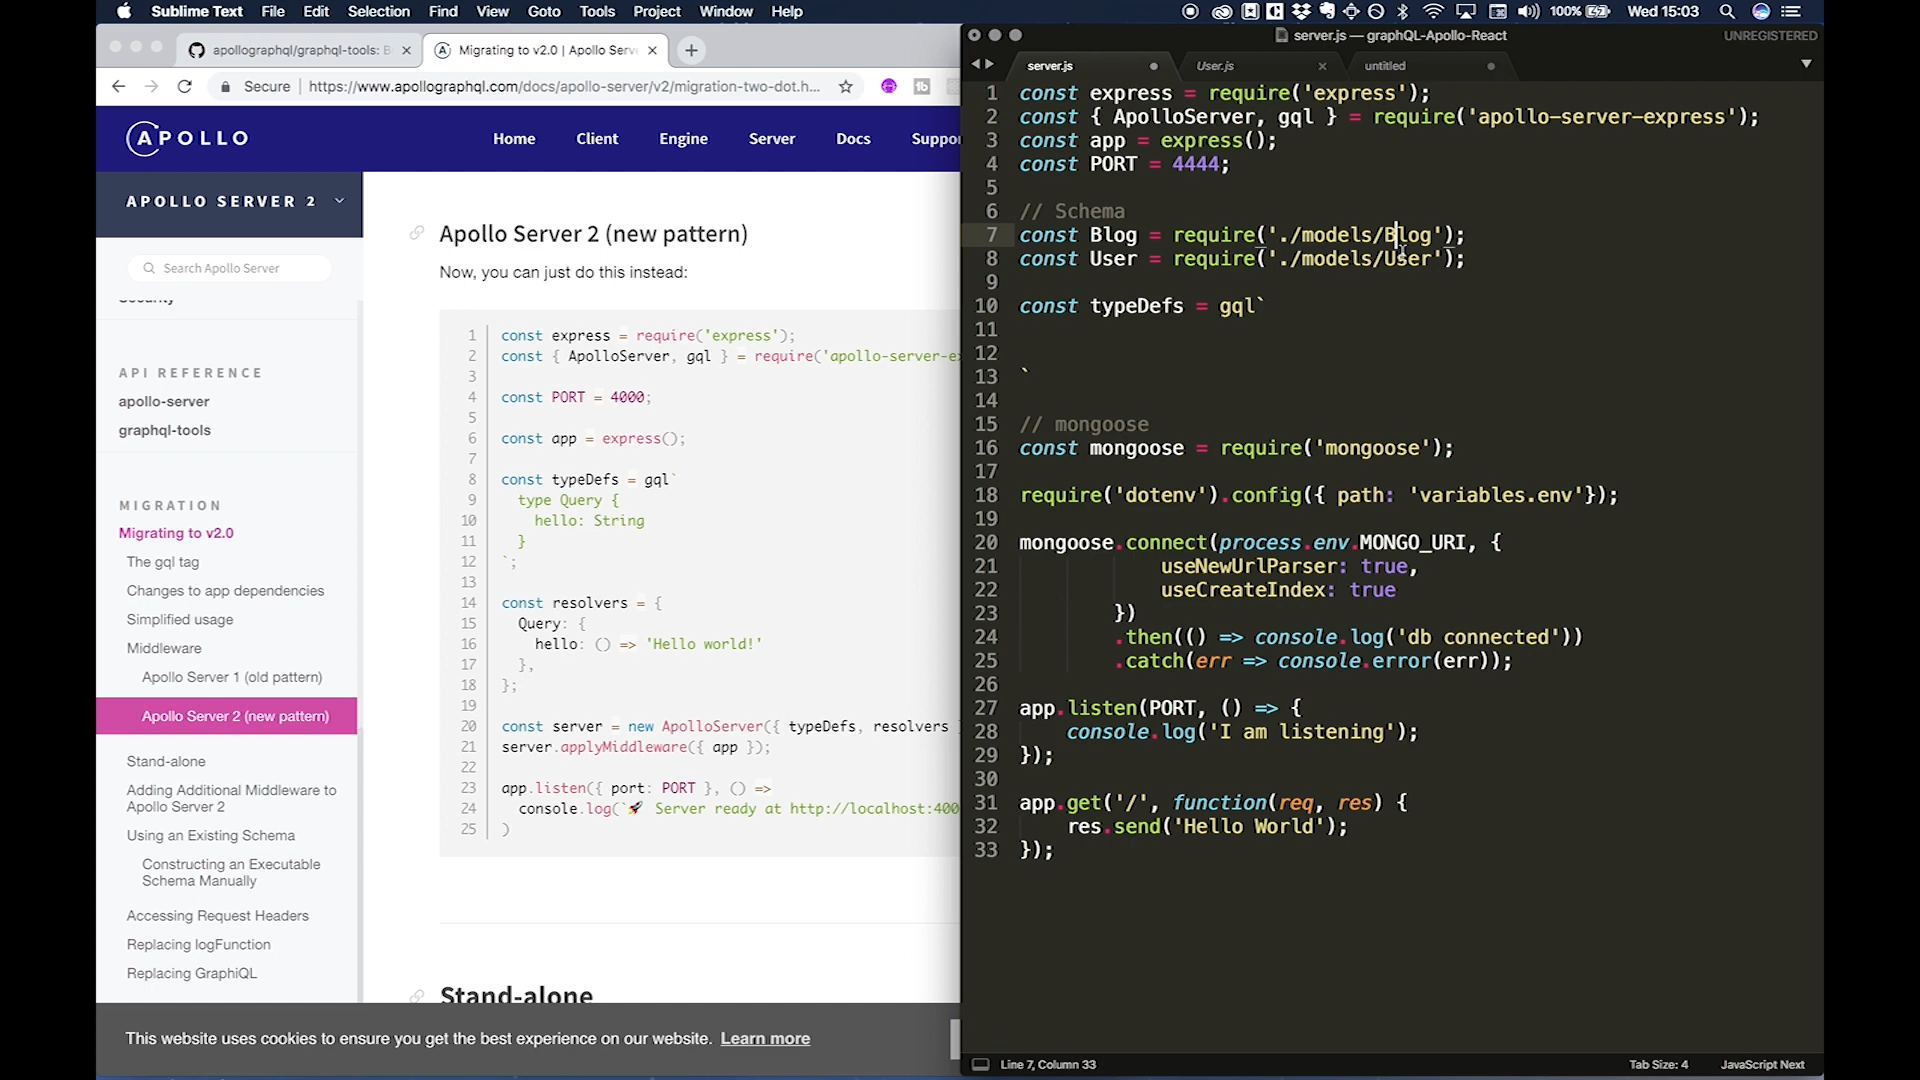 Sublime Text File Edit Selection Find View Goto Tools Project Window Help 100% Wed 15:03
apollographql/graphql-tools: B
Migrating to v2.0 | Apollo Serv
Secure https://www.apollographql.com/docs/apollo-server/v2/migration-two-dot.h...
APOLLO
Home Client Engine Server Docs Suppo
APOLLO SERVER 2
Search Apollo Server
Security
API REFERENCE
apollo-server
graphql-tools
MIGRATION
Migrating to v2.0
The gql tag
Changes to app dependencies
Simplified usage
Middleware
Apollo Server 1 (old pattern)
Apollo Server 2 (new pattern)
Stand-alone
Adding Additional Middleware to
Apollo Server 2
Using an Existing Schema
Constructing an Executable
Schema Manually
Accessing Request Headers
Replacing logFunction
Replacing GraphiQL
Apollo Server 2 (new pattern)
Now, you can just do this instead:
1 const express = require('express');
2 const { ApolloServer, gql } = require('apollo-server-e
3
4 const PORT = 4000;
5
6 const app = express();
7
8 const typeDefs = gql`
9 type Query {
10 hello: String
11 }
12 `;
13
14 const resolvers = {
15 Query: {
16 hello: () => 'Hello world!'
17 },
18 };
19
20 const server = new ApolloServer({ typeDefs, resolvers }
21 server.applyMiddleware({ app });
22
23 app.listen({ port: PORT }, () =>
24 console.log(`🚀 Server ready at http://localhost:400
25 )
Stand-alone
This website uses cookies to ensure you get the best experience on our website. Learn more
server.js — graphQL-Apollo-React UNREGISTERED
server.js User.js untitled
1 const express = require('express');
2 const { ApolloServer, gql } = require('apollo-server-express');
3 const app = express();
4 const PORT = 4444;
5
6 // Schema
7 const Blog = require('./models/Blog');
8 const User = require('./models/User');
9
10 const typeDefs = gql`
11
12
13 `
14
15 // mongoose
16 const mongoose = require('mongoose');
17
18 require('dotenv').config({ path: 'variables.env'});
19
20 mongoose.connect(process.env.MONGO_URI, {
21 useNewUrlParser: true,
22 useCreateIndex: true
23 })
24 .then(() => console.log('db connected'))
25 .catch(err => console.error(err));
26
27 app.listen(PORT, () => {
28 console.log('I am listening');
29 });
30
31 app.get('/', function(req, res) {
32 res.send('Hello World');
33 });
Line 7, Column 33 Tab Size: 4 JavaScript Next